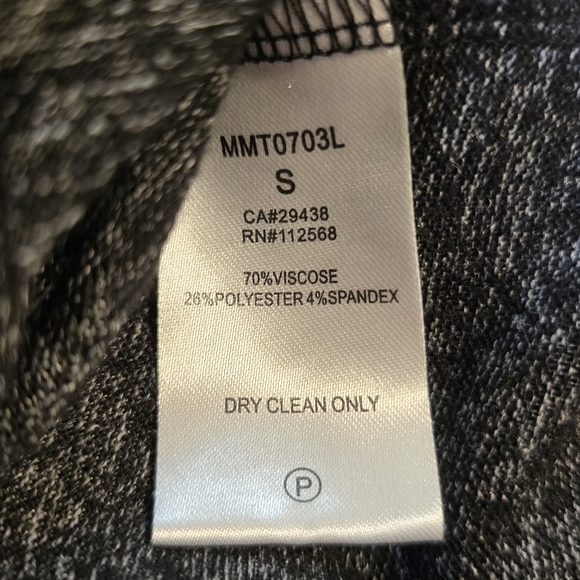 MMT0703L
S
CA#29438
RN#112568
70%VISCOSE
26%POLYESTER 4%SPANDEX
DRY CLEAN ONLY
P